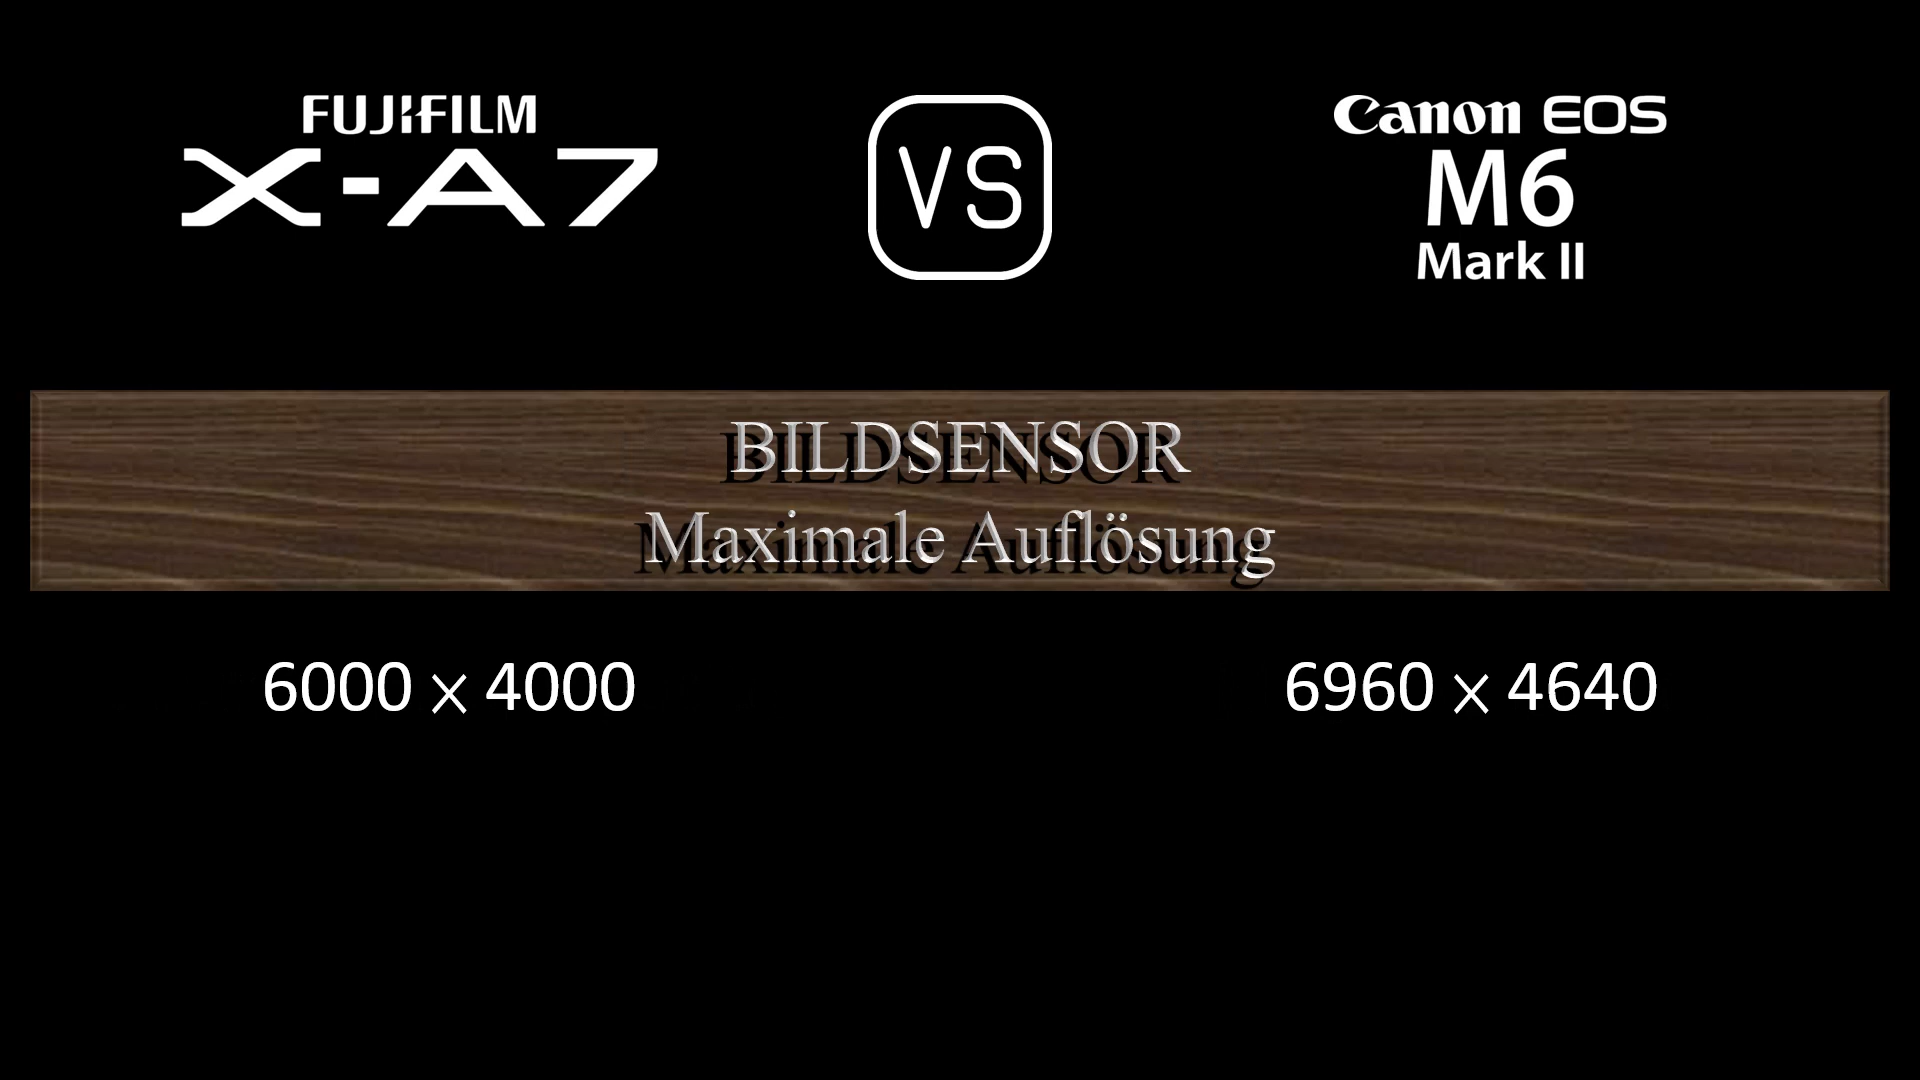 FUJIFILM
X-A7
VS
Canon EOS
M6
Mark II
BILDSENSOR
Maximale Auflösung
6000 x 4000
6960 x 4640